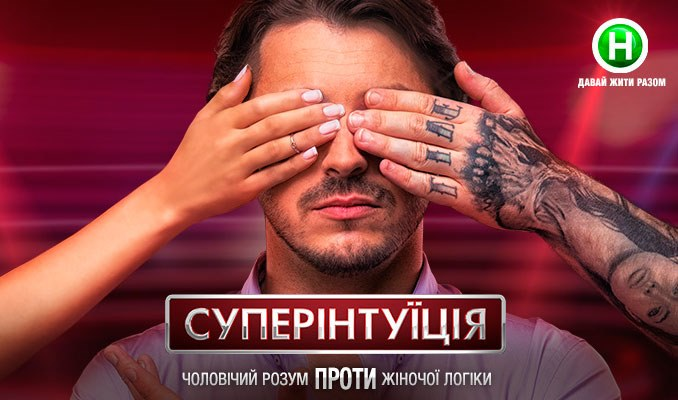 Н
ДАВАЙ ЖИТИ РАЗОМ
СУПЕРІНТУЇЦІЯ
ЧОЛОВІЧИЙ РОЗУМ ПРОТИ ЖІНОЧОЇ ЛОГІКИ